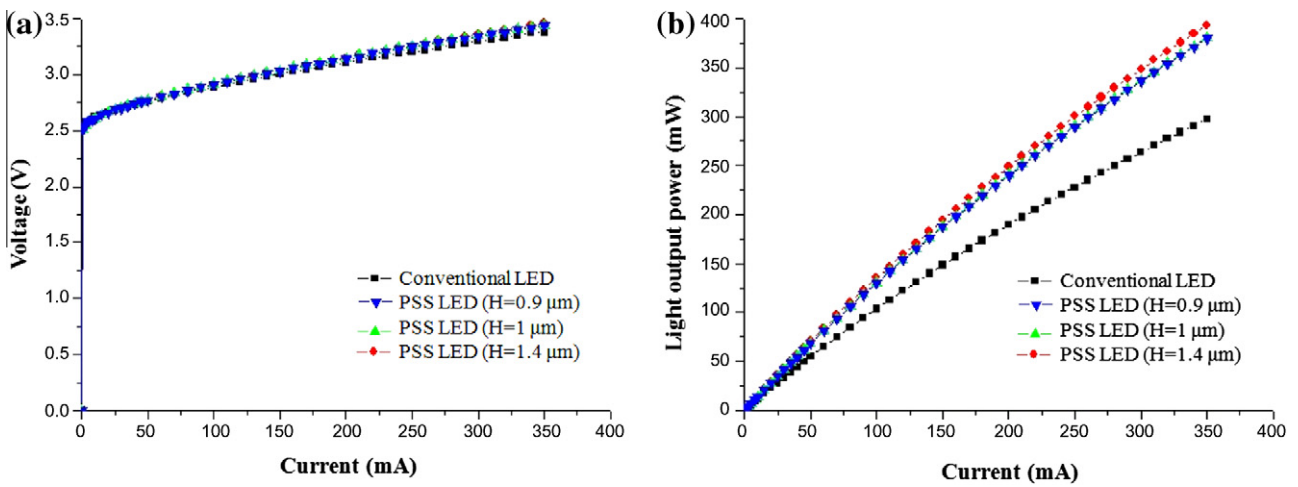 (a)
3.5
3.0
2.5
2.0
1.5
1.0
0.5
0.0
Voltage (V)
Conventional LED
PSS LED (H=0.9 μm)
PSS LED (H=1 μm)
PSS LED (H=1.4 μm)
0 50 100 150 200 250 300 350 400
Current (mA)
(b)
400
350
300
250
200
150
100
50
0
Light output power (mW)
Conventional LED
PSS LED (H=0.9 μm)
PSS LED (H=1 μm)
PSS LED (H=1.4 μm)
0 50 100 150 200 250 300 350 400
Current (mA)